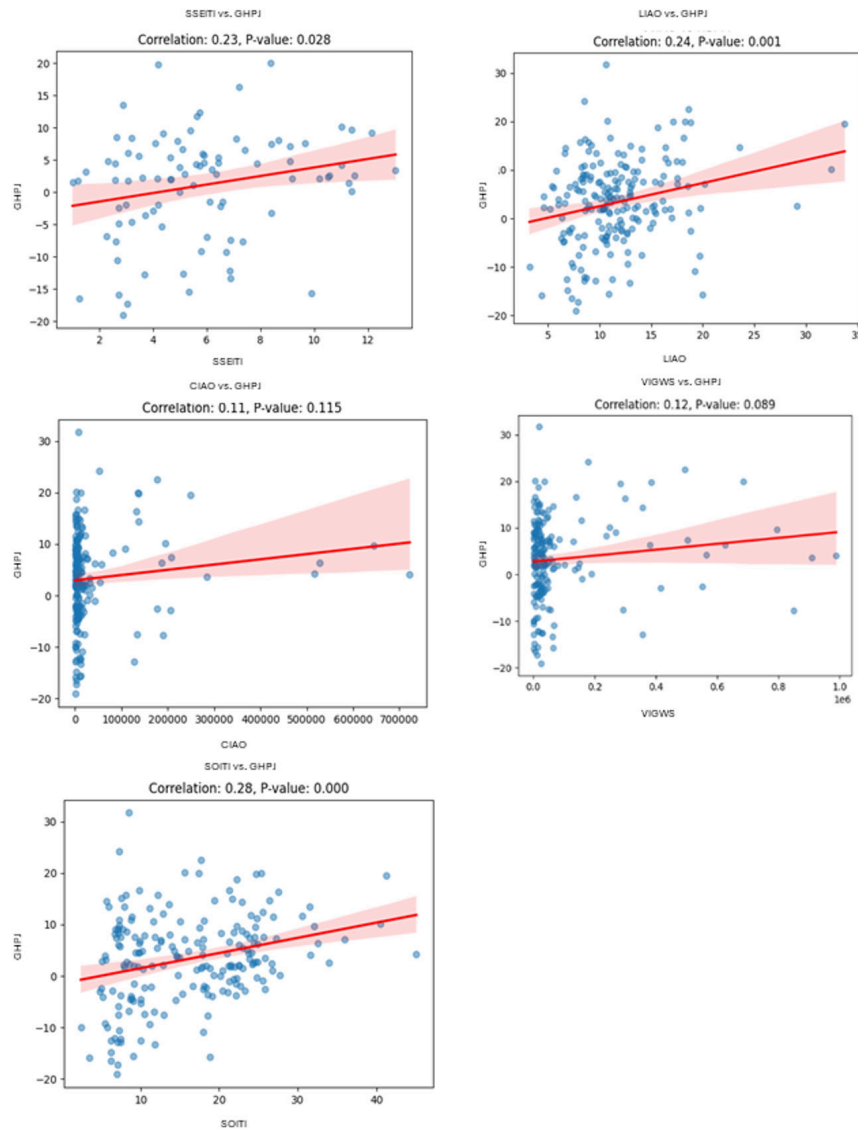 SSEITI vs. GHPJ
Correlation: 0.23, P-value: 0.028
20
15
10
5
0
−5
−10
−15
−20
GHPJ
2 4 6 8 10 12
SSEITI
LIAO vs. GHPJ
Correlation: 0.24, P-value: 0.001
30
20
10
0
−10
−20
GHPJ
5 10 15 20 25 30 35
LIAO
CIAO vs. GHPJ
Correlation: 0.11, P-value: 0.115
30
20
10
0
−10
−20
GHPJ
0 100000 200000 300000 400000 500000 600000 700000
CIAO
VIGWS vs. GHPJ
Correlation: 0.12, P-value: 0.089
30
20
10
0
−10
−20
GHPJ
0.0 0.2 0.4 0.6 0.8 1.0
1e6
VIGWS
SOITI vs. GHPJ
Correlation: 0.28, P-value: 0.000
30
20
10
0
−10
−20
GHPJ
10 20 30 40
SOITI